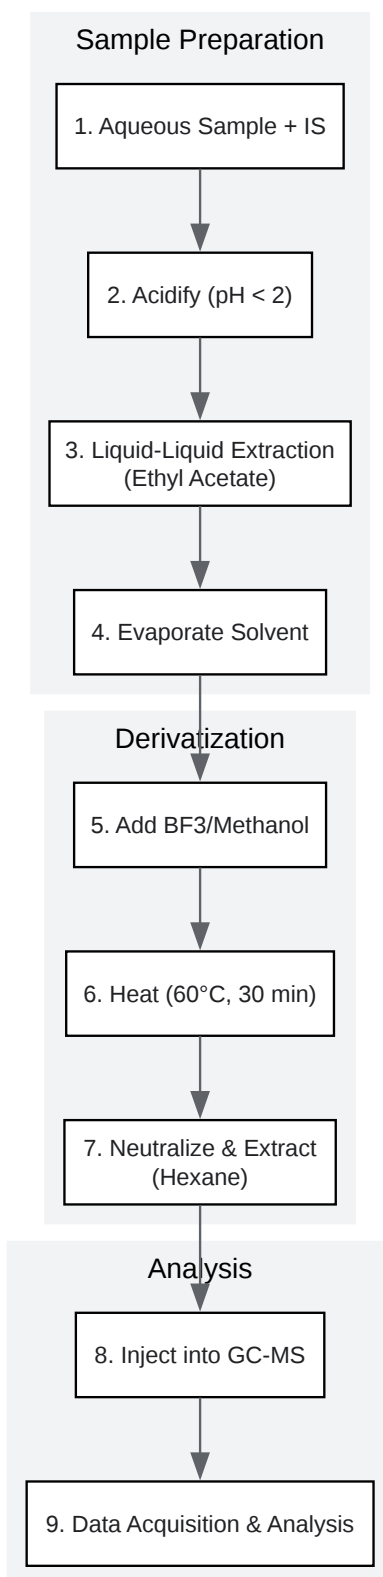 Sample Preparation
1. Aqueous Sample + IS
2. Acidify (pH < 2)
3. Liquid-Liquid Extraction
(Ethyl Acetate)
4. Evaporate Solvent
Derivatization
5. Add BF3/Methanol
6. Heat (60°C, 30 min)
7. Neutralize & Extract
(Hexane)
Analysis
8. Inject into GC-MS
9. Data Acquisition & Analysis